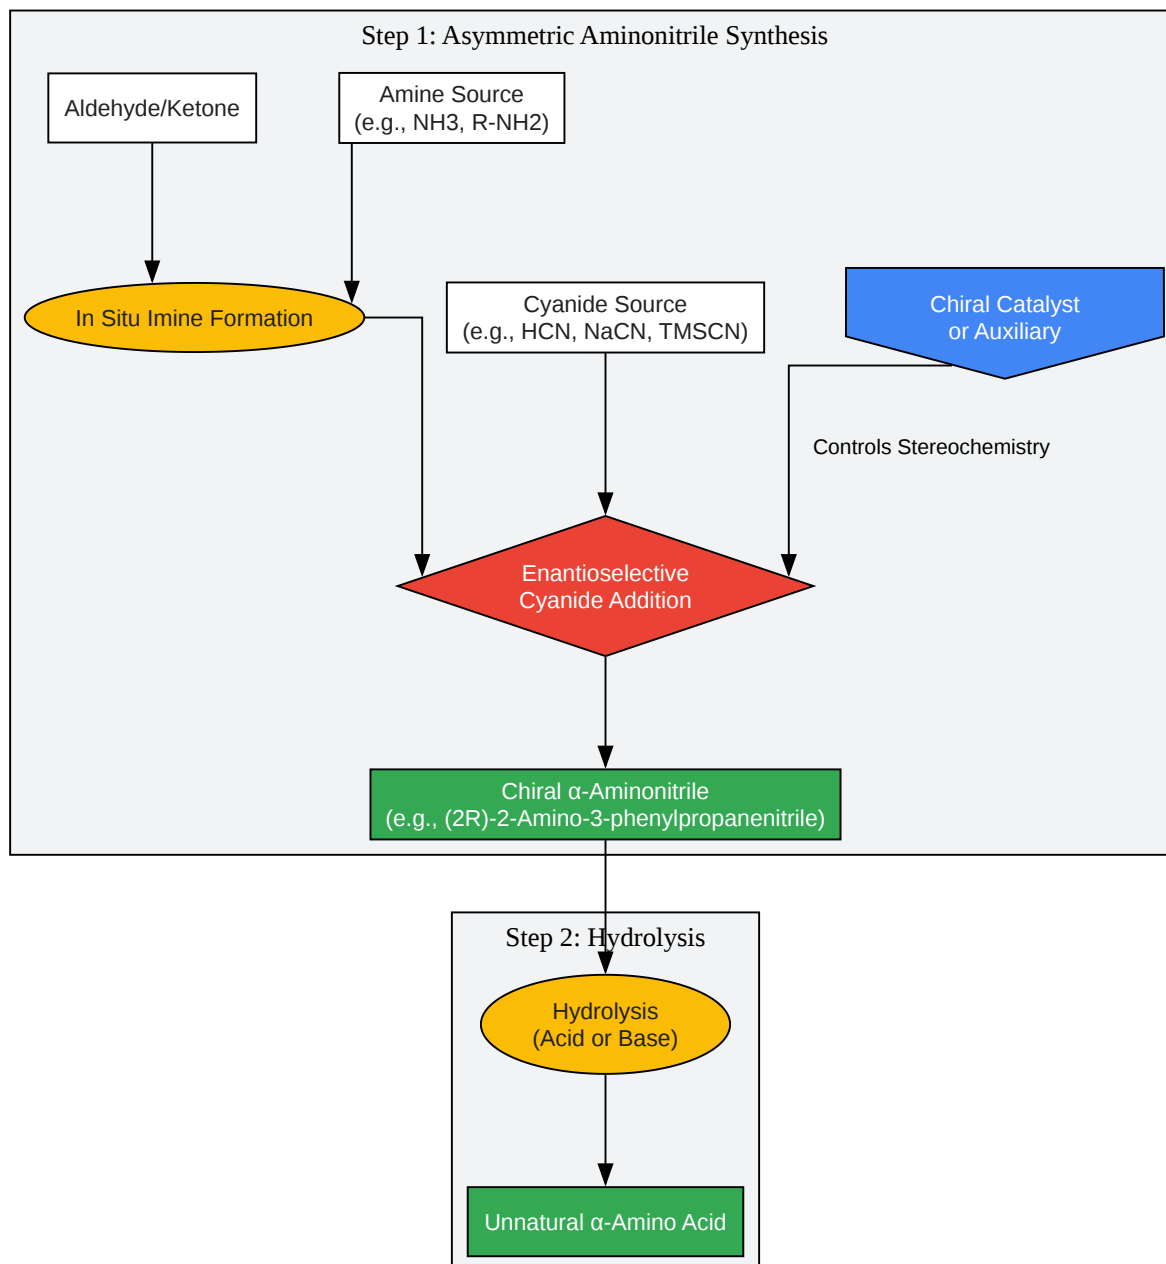 Step 1: Asymmetric Aminonitrile Synthesis
Aldehyde/Ketone
Amine Source
(e.g., NH3, R-NH2)
In Situ Imine Formation
Cyanide Source
(e.g., HCN, NaCN, TMSCN)
Chiral Catalyst
or Auxiliary
Controls Stereochemistry
Enantioselective
Cyanide Addition
Chiral α-Aminonitrile
(e.g., (2R)-2-Amino-3-phenylpropanenitrile)
Step 2: Hydrolysis
Hydrolysis
(Acid or Base)
Unnatural α-Amino Acid